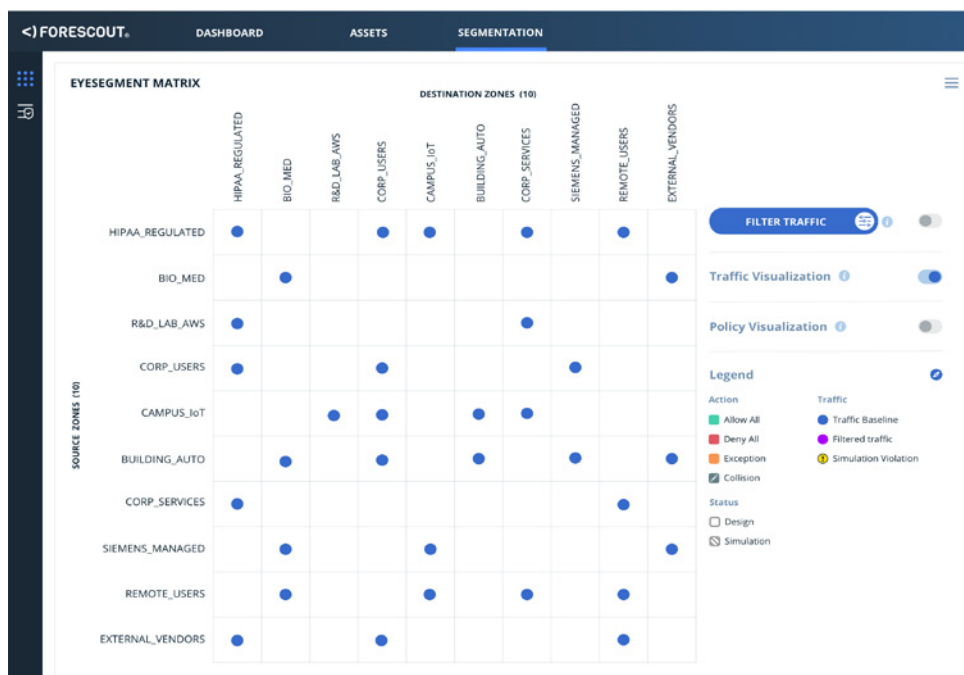 <) FORESCOUT.
DASHBOARD
ASSETS
SEGMENTATION
EYESEGMENT MATRIX
DESTINATION ZONES (10)
HIPAA_REGULATED
BIO_MED
R&D_LAB_AWS
CORP_USERS
CAMPUS_IoT
BUILDING_AUTO
CORP_SERVICES
SIEMENS_MANAGED
REMOTE_USERS
EXTERNAL_VENDORS
SOURCE ZONES (10)
HIPAA_REGULATED
BIO_MED
R&D_LAB_AWS
CORP_USERS
CAMPUS_IoT
BUILDING_AUTO
CORP_SERVICES
SIEMENS_MANAGED
REMOTE_USERS
EXTERNAL_VENDORS
FILTER TRAFFIC
Traffic Visualization
Policy Visualization
Legend
Action
Allow All
Deny All
Exception
Collision
Status
Design
Simulation
Traffic
Traffic Baseline
Filtered traffic
Simulation Violation